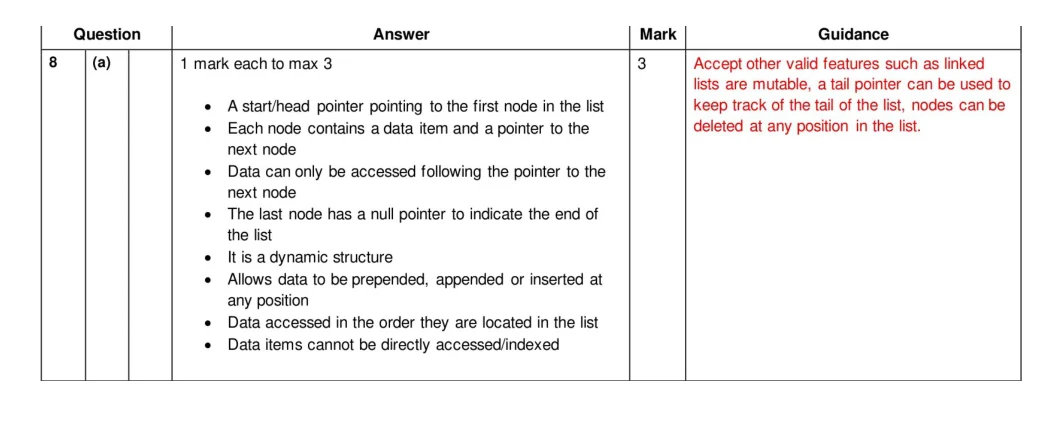 Question Answer Mark Guidance
8 (a) 1 mark each to max 3 3 Accept other valid features such as linked
lists are mutable, a tail pointer can be used to
keep track of the tail of the list, nodes can be
deleted at any position in the list.
• A start/head pointer pointing to the first node in the list
• Each node contains a data item and a pointer to the
next node
• Data can only be accessed following the pointer to the
next node
• The last node has a null pointer to indicate the end of
the list
• It is a dynamic structure
• Allows data to be prepended, appended or inserted at
any position
• Data accessed in the order they are located in the list
• Data items cannot be directly accessed/indexed